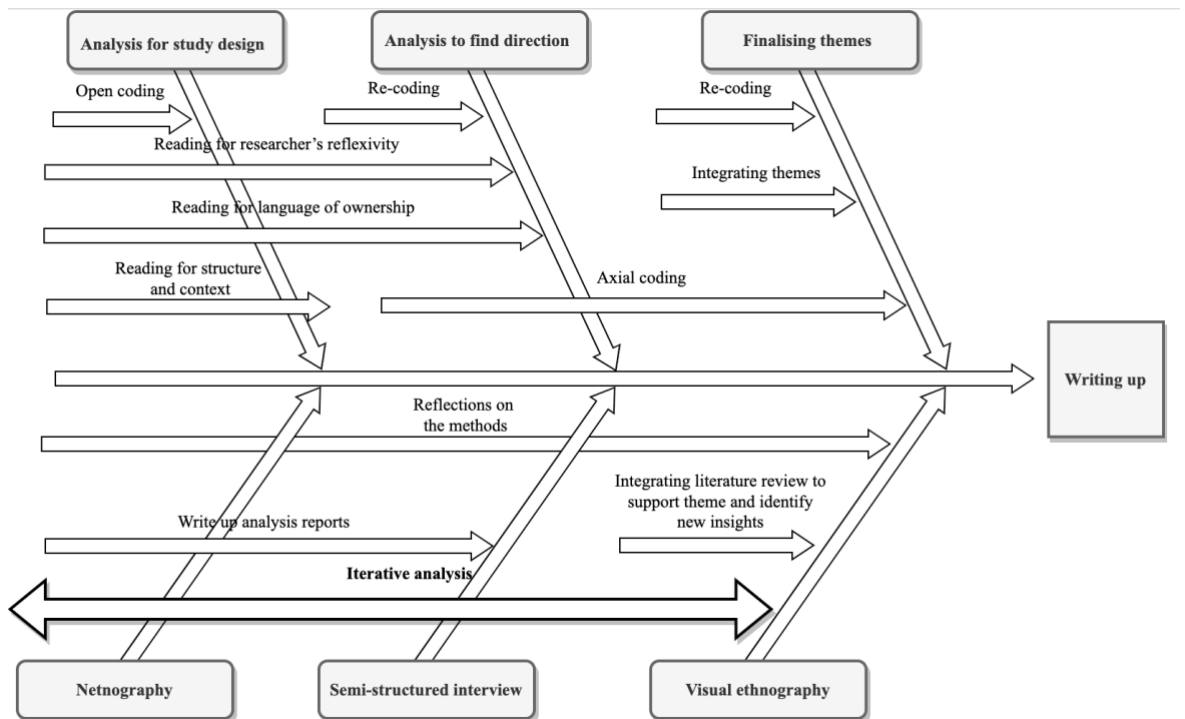 Analysis for study design
Analysis to find direction
Finalising themes
Open coding
Re-coding
Re-coding
Reading for researcher’s reflexivity
Integrating themes
Reading for language of ownership
Reading for structure
and context
Axial coding
Writing up
Reflections on
the methods
Integrating literature review to
support theme and identify
new insights
Write up analysis reports
Iterative analysis
Netnography
Semi-structured interview
Visual ethnography